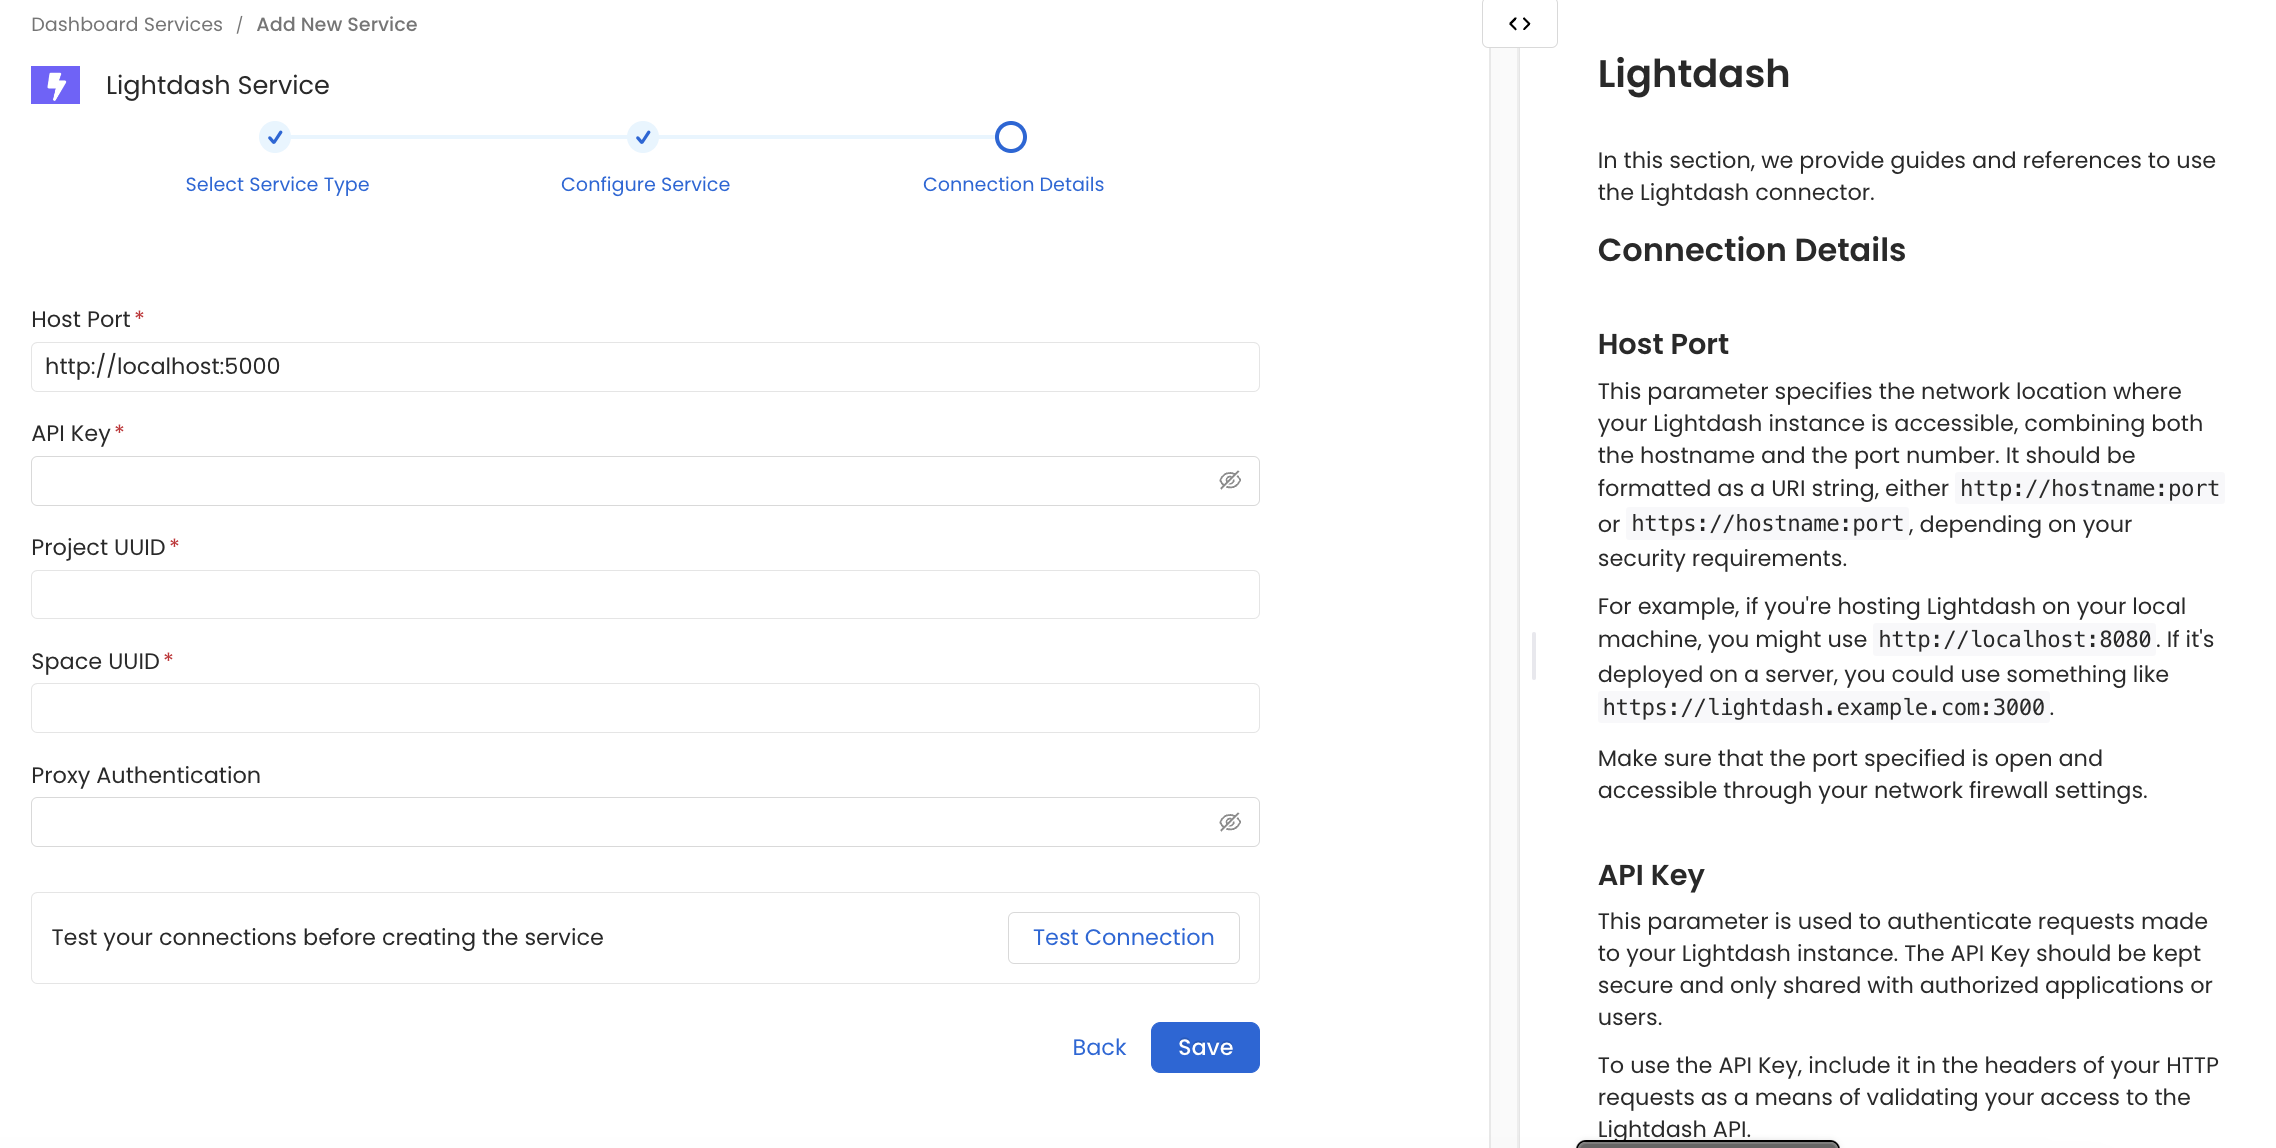 Dashboard Services / Add New Service
Lightdash Service
Select Service Type
Configure Service
Connection Details
Host Port*
http://localhost:5000
API Key*
Project UUID*
Space UUID*
Proxy Authentication
Test your connections before creating the service
Test Connection
Back
Save
Lightdash
In this section, we provide guides and references to use
the Lightdash connector.
Connection Details
Host Port
This parameter specifies the network location where
your Lightdash instance is accessible, combining both
the hostname and the port number. It should be
formatted as a URI string, either http://hostname:port
or https://hostname:port, depending on your
security requirements.
For example, if you're hosting Lightdash on your local
machine, you might use http://localhost:8080. If it's
deployed on a server, you could use something like
https://lightdash.example.com:3000.
Make sure that the port specified is open and
accessible through your network firewall settings.
API Key
This parameter is used to authenticate requests made
to your Lightdash instance. The API Key should be kept
secure and only shared with authorized applications or
users.
To use the API Key, include it in the headers of your HTTP
requests as a means of validating your access to the
Lightdash API.